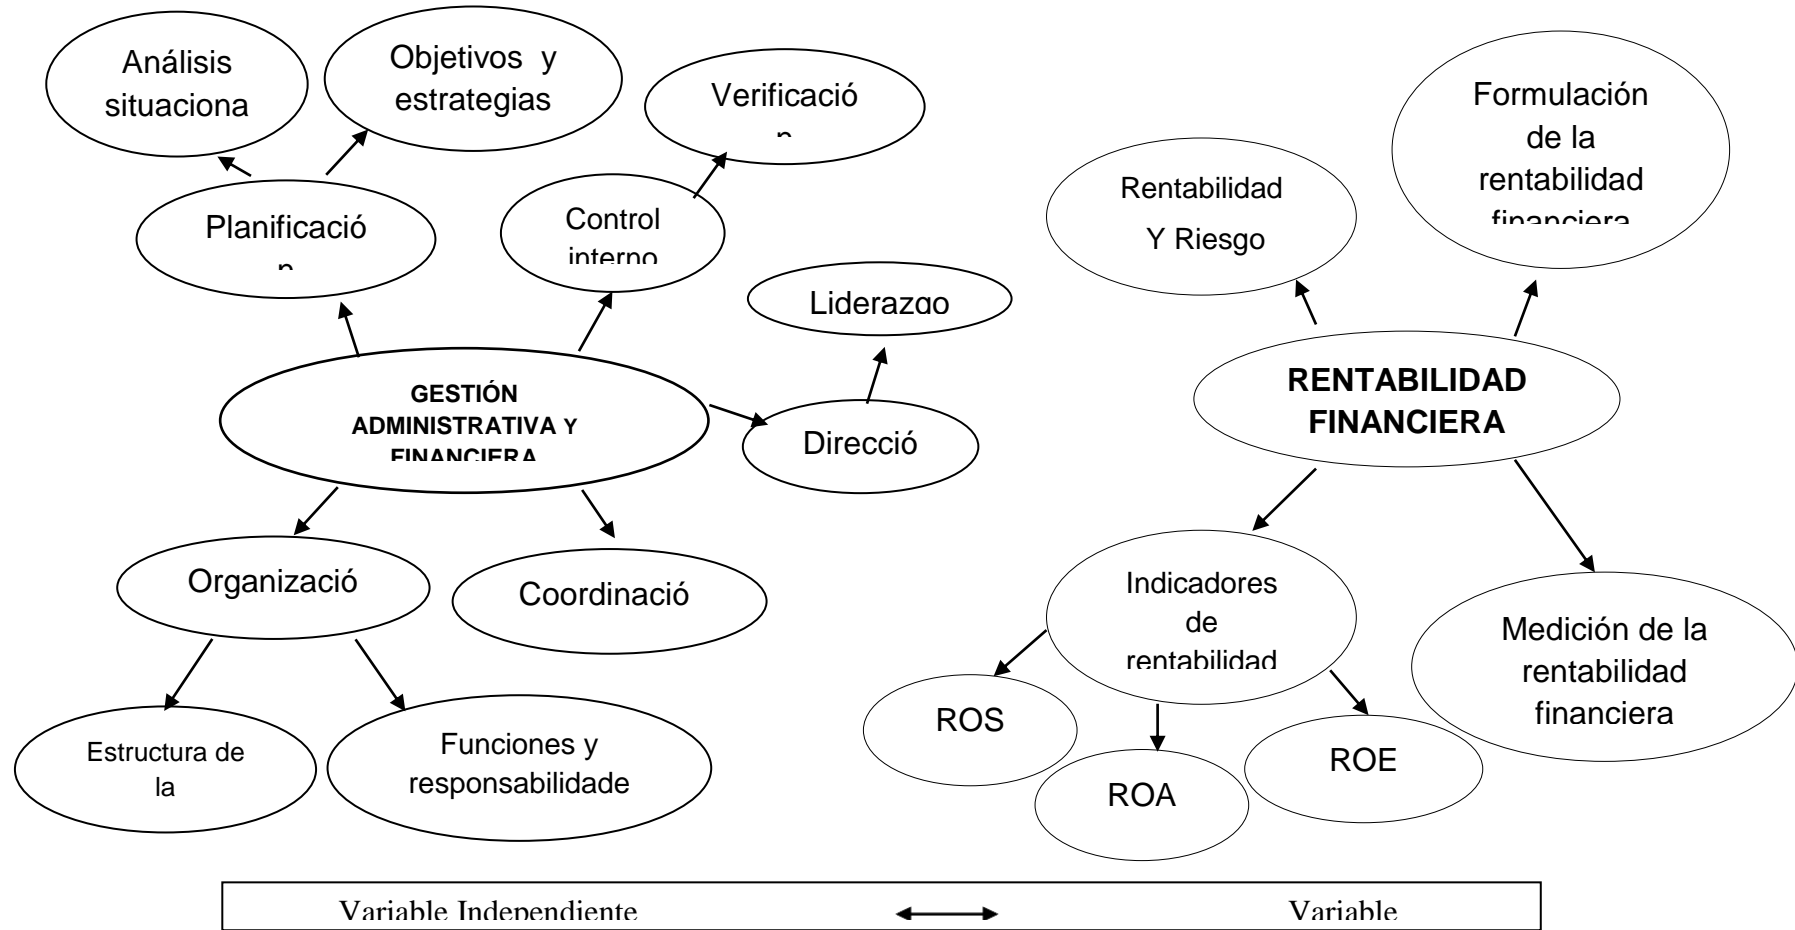 Análisis
situaciona
Objetivos y
estrategias
Verificació
n
Formulación
de la
rentabilidad
financiera
Rentabilidad
Y Riesgo
Planificació
n
Control
interno
Liderazgo
GESTIÓN
ADMINISTRATIVA Y
FINANCIERA
Direcció
RENTABILIDAD
FINANCIERA
Organizació
Coordinació
Indicadores
de
rentabilidad
Medición de la
rentabilidad
financiera
Estructura de
la
Funciones y
responsabilidade
ROS
ROA
ROE
Variable Independiente
Variable